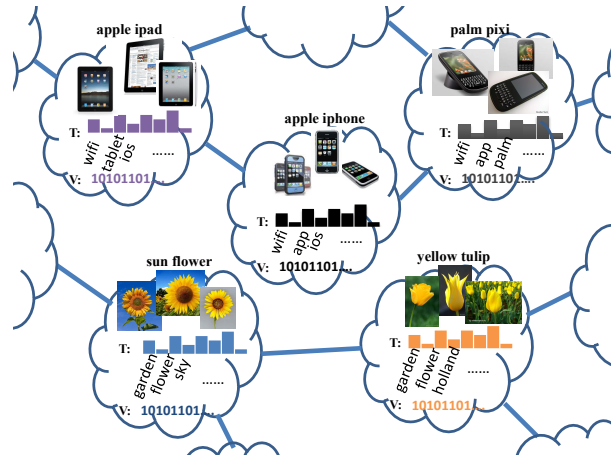 apple ipad
T:
wifi
tablet
ios
......
V: 10101101....
palm pixi
T:
wifi
app
palm
......
V: 10101101....
apple iphone
T:
wifi
app
ios
......
V: 10101101....
sun flower
T:
garden
flower
sky
......
V: 10101101....
yellow tulip
T:
garden
flower
holland
......
V: 10101101....